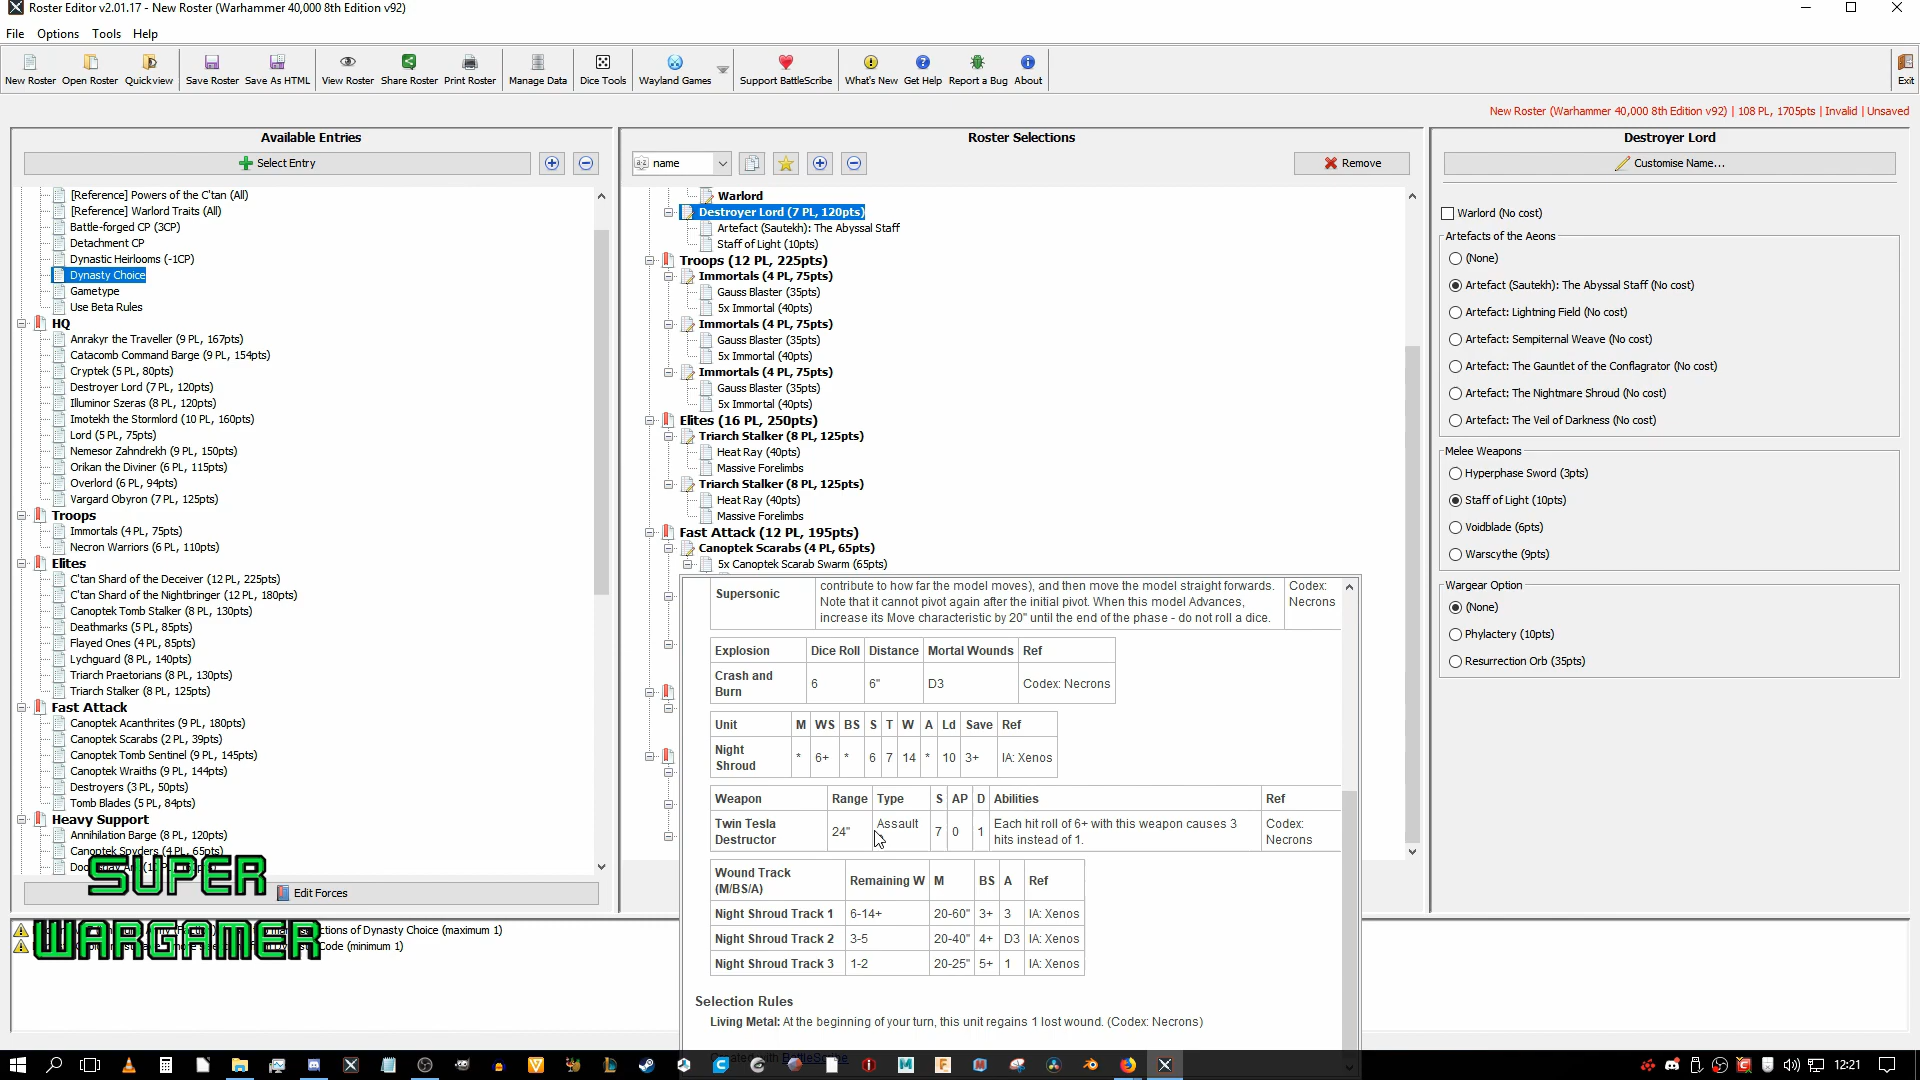 Roster Editor v2.01.17 - New Roster (Warhammer 40,000 8th Edition v92)
File Options Tools Help
New Roster Open Roster Quickview Save Roster Save As HTML View Roster Share Roster Print Roster Manage Data Dice Tools Wayland Games Support BattleScribe What's New Get Help Report a Bug About Exit
New Roster (Warhammer 40,000 8th Edition v92) | 108 PL, 1705pts | Invalid | Unsaved
Available Entries
Select Entry
[Reference] Powers of the C'tan (All)
[Reference] Warlord Traits (All)
Battle-forged CP (3CP)
Detachment CP
Dynastic Heirlooms (-1CP)
Dynasty Choice
Gametype
Use Beta Rules
HQ
Anrakyr the Traveller (9 PL, 167pts)
Catacomb Command Barge (9 PL, 154pts)
Cryptek (5 PL, 80pts)
Destroyer Lord (7 PL, 120pts)
Illuminor Szeras (8 PL, 120pts)
Imotekh the Stormlord (10 PL, 160pts)
Lord (5 PL, 75pts)
Nemesor Zahndrekh (9 PL, 150pts)
Orikan the Diviner (6 PL, 115pts)
Overlord (6 PL, 94pts)
Vargard Obyron (7 PL, 125pts)
Troops
Immortals (4 PL, 75pts)
Necron Warriors (6 PL, 110pts)
Elites
C'tan Shard of the Deceiver (12 PL, 225pts)
C'tan Shard of the Nightbringer (12 PL, 180pts)
Canoptek Tomb Stalker (8 PL, 130pts)
Deathmarks (5 PL, 85pts)
Flayed Ones (4 PL, 85pts)
Lychguard (8 PL, 140pts)
Triarch Praetorians (8 PL, 130pts)
Triarch Stalker (8 PL, 125pts)
Fast Attack
Canoptek Acanthrites (9 PL, 180pts)
Canoptek Scarabs (2 PL, 39pts)
Canoptek Tomb Sentinel (9 PL, 145pts)
Canoptek Wraiths (9 PL, 144pts)
Destroyers (3 PL, 50pts)
Tomb Blades (5 PL, 84pts)
Heavy Support
Annihilation Barge (8 PL, 120pts)
Canoptek Spyders (4 PL, 65pts)
Edit Forces
SUPER
WARGAMER
selections of Dynasty Choice (maximum 1)
Code (minimum 1)
Roster Selections
name
Remove
Warlord
Destroyer Lord (7 PL, 120pts)
Artefact (Sautekh): The Abyssal Staff
Staff of Light (10pts)
Troops (12 PL, 225pts)
Immortals (4 PL, 75pts)
Gauss Blaster (35pts)
5x Immortal (40pts)
Immortals (4 PL, 75pts)
Gauss Blaster (35pts)
5x Immortal (40pts)
Immortals (4 PL, 75pts)
Gauss Blaster (35pts)
5x Immortal (40pts)
Elites (16 PL, 250pts)
Triarch Stalker (8 PL, 125pts)
Heat Ray (40pts)
Massive Forelimbs
Triarch Stalker (8 PL, 125pts)
Heat Ray (40pts)
Massive Forelimbs
Fast Attack (12 PL, 195pts)
Canoptek Scarabs (4 PL, 65pts)
5x Canoptek Scarab Swarm (65pts)
Supersonic contribute to how far the model moves), and then move the model straight forwards. Codex:
Note that it cannot pivot again after the initial pivot. When this model Advances, Necrons
increase its Move characteristic by 20" until the end of the phase - do not roll a dice.
Explosion Dice Roll Distance Mortal Wounds Ref
Crash and Burn 6 6" D3 Codex: Necrons
Unit M WS BS S T W A Ld Save Ref
Night Shroud * 6+ * 6 7 14 * 10 3+ IA: Xenos
Weapon Range Type S AP D Abilities Ref
Twin Tesla Destructor 24" Assault 7 0 1 Each hit roll of 6+ with this weapon causes 3 hits instead of 1. Codex: Necrons
Wound Track (M/BS/A) Remaining W M BS A Ref
Night Shroud Track 1 6-14+ 20-60" 3+ 3 IA: Xenos
Night Shroud Track 2 3-5 20-40" 4+ D3 IA: Xenos
Night Shroud Track 3 1-2 20-25" 5+ 1 IA: Xenos
Selection Rules
Living Metal: At the beginning of your turn, this unit regains 1 lost wound. (Codex: Necrons)
Destroyer Lord
Customise Name...
Warlord (No cost)
Artefacts of the Aeons
(None)
Artefact (Sautekh): The Abyssal Staff (No cost)
Artefact: Lightning Field (No cost)
Artefact: Sempiternal Weave (No cost)
Artefact: The Gauntlet of the Conflagrator (No cost)
Artefact: The Nightmare Shroud (No cost)
Artefact: The Veil of Darkness (No cost)
Melee Weapons
Hyperphase Sword (3pts)
Staff of Light (10pts)
Voidblade (6pts)
Warscythe (9pts)
Wargear Option
(None)
Phylactery (10pts)
Resurrection Orb (35pts)
12:21